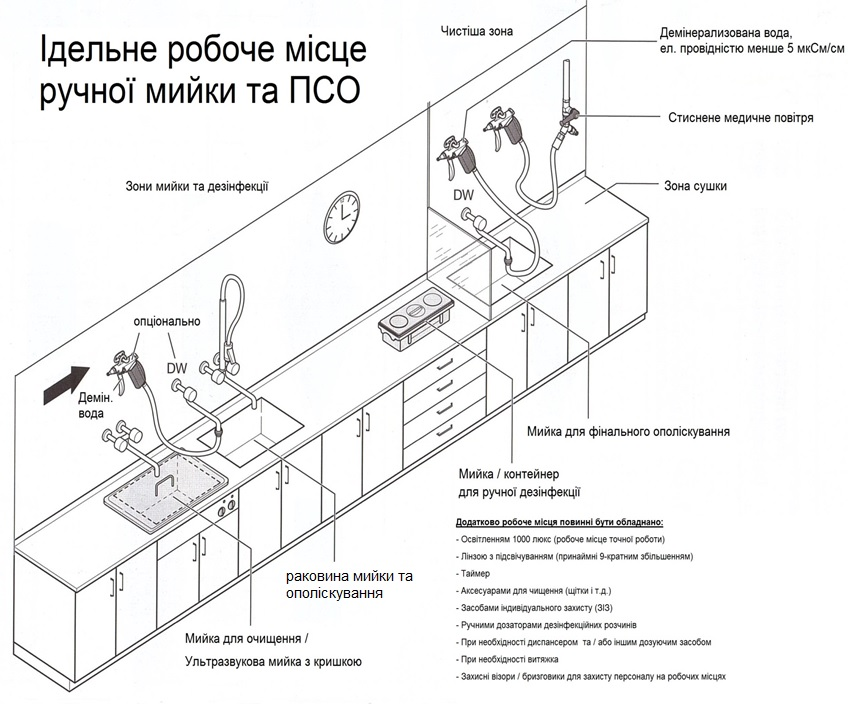 Ідельне робоче місце
ручної мийки та ПСО
Чистіша зона
Демінерализована вода,
ел. провідністю менше 5 мкСм/см
Стиснене медичне повітря
Зона сушки
DW
Зони мийки та дезінфекції
опціонально
DW
Демін.
вода
Мийка для фінального ополіскування
Мийка / контейнер
для ручної дезінфекції
раковина мийки та
ополіскування
Мийка для очищення /
Ультразвукова мийка з кришкою
Додатково робоче місця повинні бути обладнано:
- Освітленням 1000 люкс (робоче місце точної роботи)
- Лінзою з підсвічуванням (принаймні 9-кратним збільшенням)
- Таймер
- Аксесуарами для чищення (щітки і т.д.)
- Засобами індивідуального захисту (ЗІЗ)
- Ручними дозаторами дезінфекційних розчинів
- При необхідності диспансером та / або іншим дозуючим засобом
- При необхідності витяжка
- Захисні візори / бризговики для захисту персоналу на робочих місцях